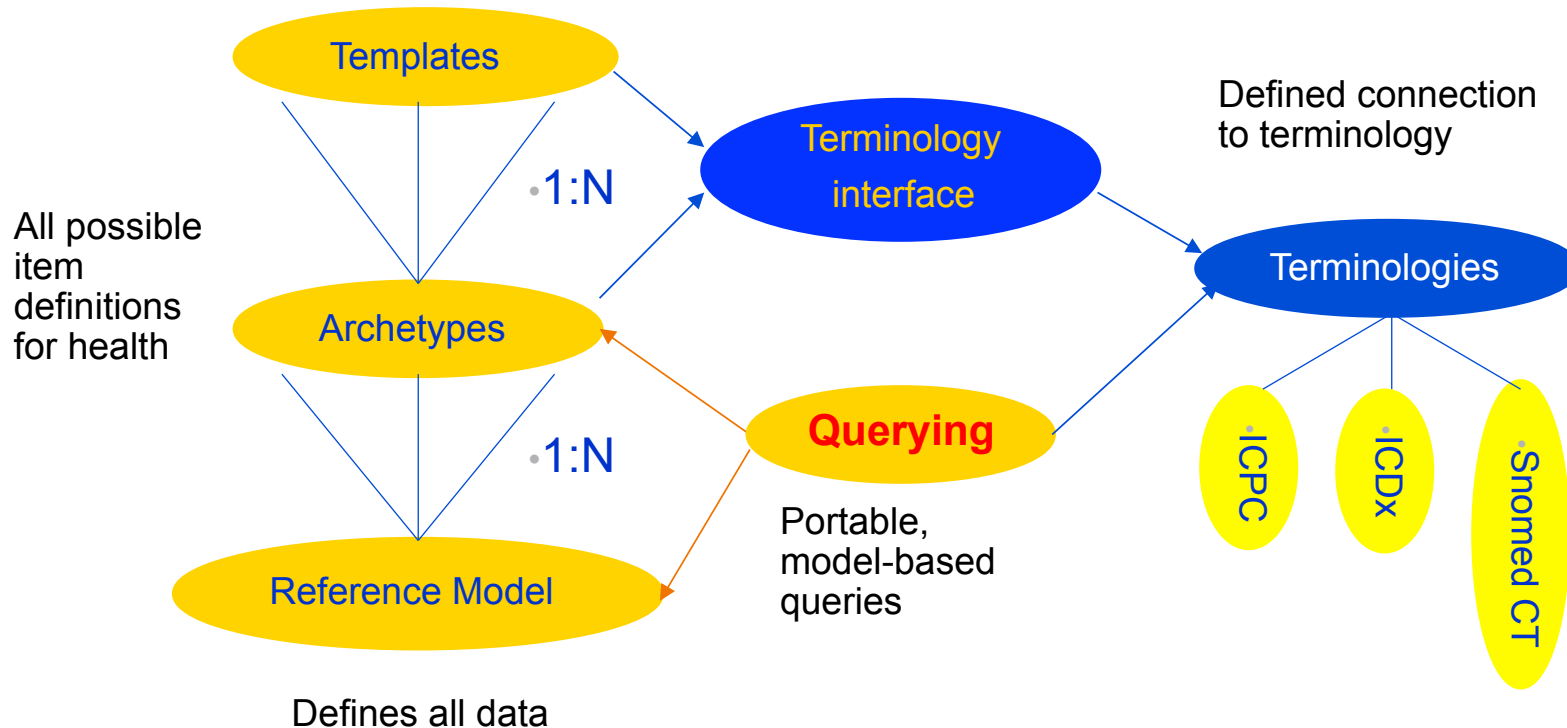 Templates
Terminology
interface
Defined connection
to terminology
•1:N
All possible
item
definitions
for health
Archetypes
Terminologies
•1:N
Querying
Portable,
model-based
queries
•ICPC
•ICDx
•Snomed CT
Reference Model
Defines all data